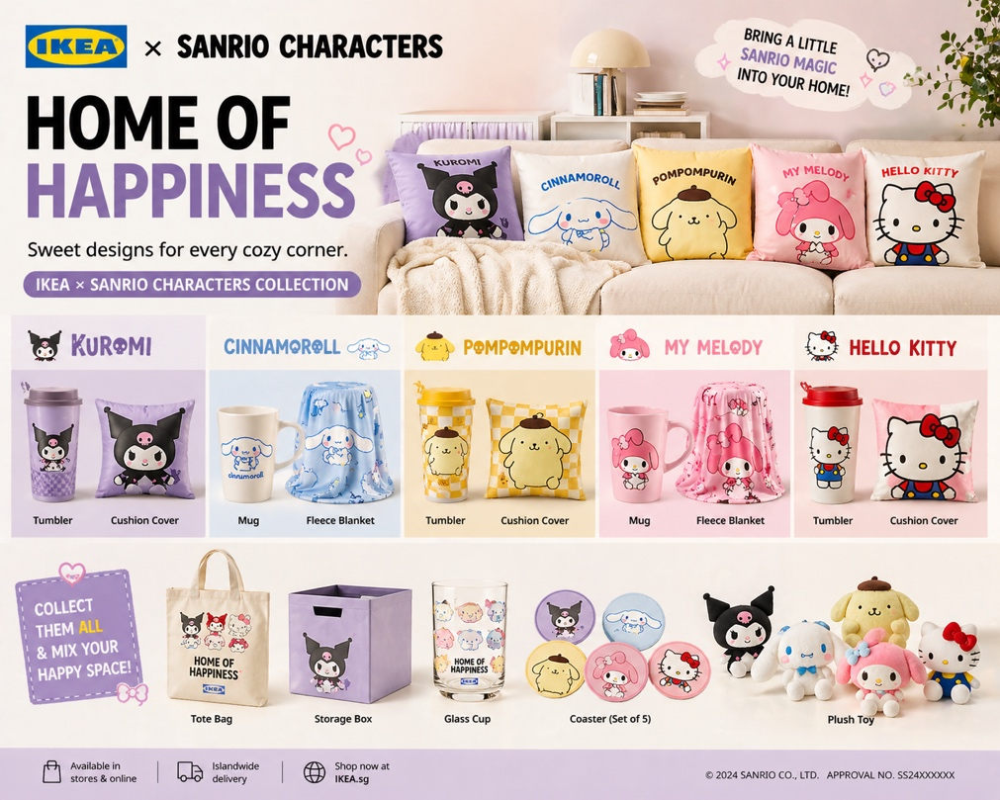 IKEA × SANRIO CHARACTERS
HOME OF
HAPPINESS
Sweet designs for every cozy corner.
IKEA × SANRIO CHARACTERS COLLECTION
BRING A LITTLE
SANRIO MAGIC
INTO YOUR HOME!
KUROMI
CINNAMOROLL
POMPOMPURIN
MY MELODY
HELLO KITTY
KUROMI
CINNAMOROLL
POMPOMPURIN
MY MELODY
HELLO KITTY
cinnamoroll
Tumbler
Cushion Cover
Mug
Fleece Blanket
Tumbler
Cushion Cover
Mug
Fleece Blanket
Tumbler
Cushion Cover
COLLECT
THEM ALL
& MIX YOUR
HAPPY SPACE!
HOME OF
HAPPINESS
IKEA
HOME OF
HAPPINESS
IKEA
Tote Bag
Storage Box
Glass Cup
Coaster (Set of 5)
Plush Toy
Available in
stores & online
Islandwide
delivery
Shop now at
IKEA.sg
© 2024 SANRIO CO., LTD. APPROVAL NO. SS24XXXXXX